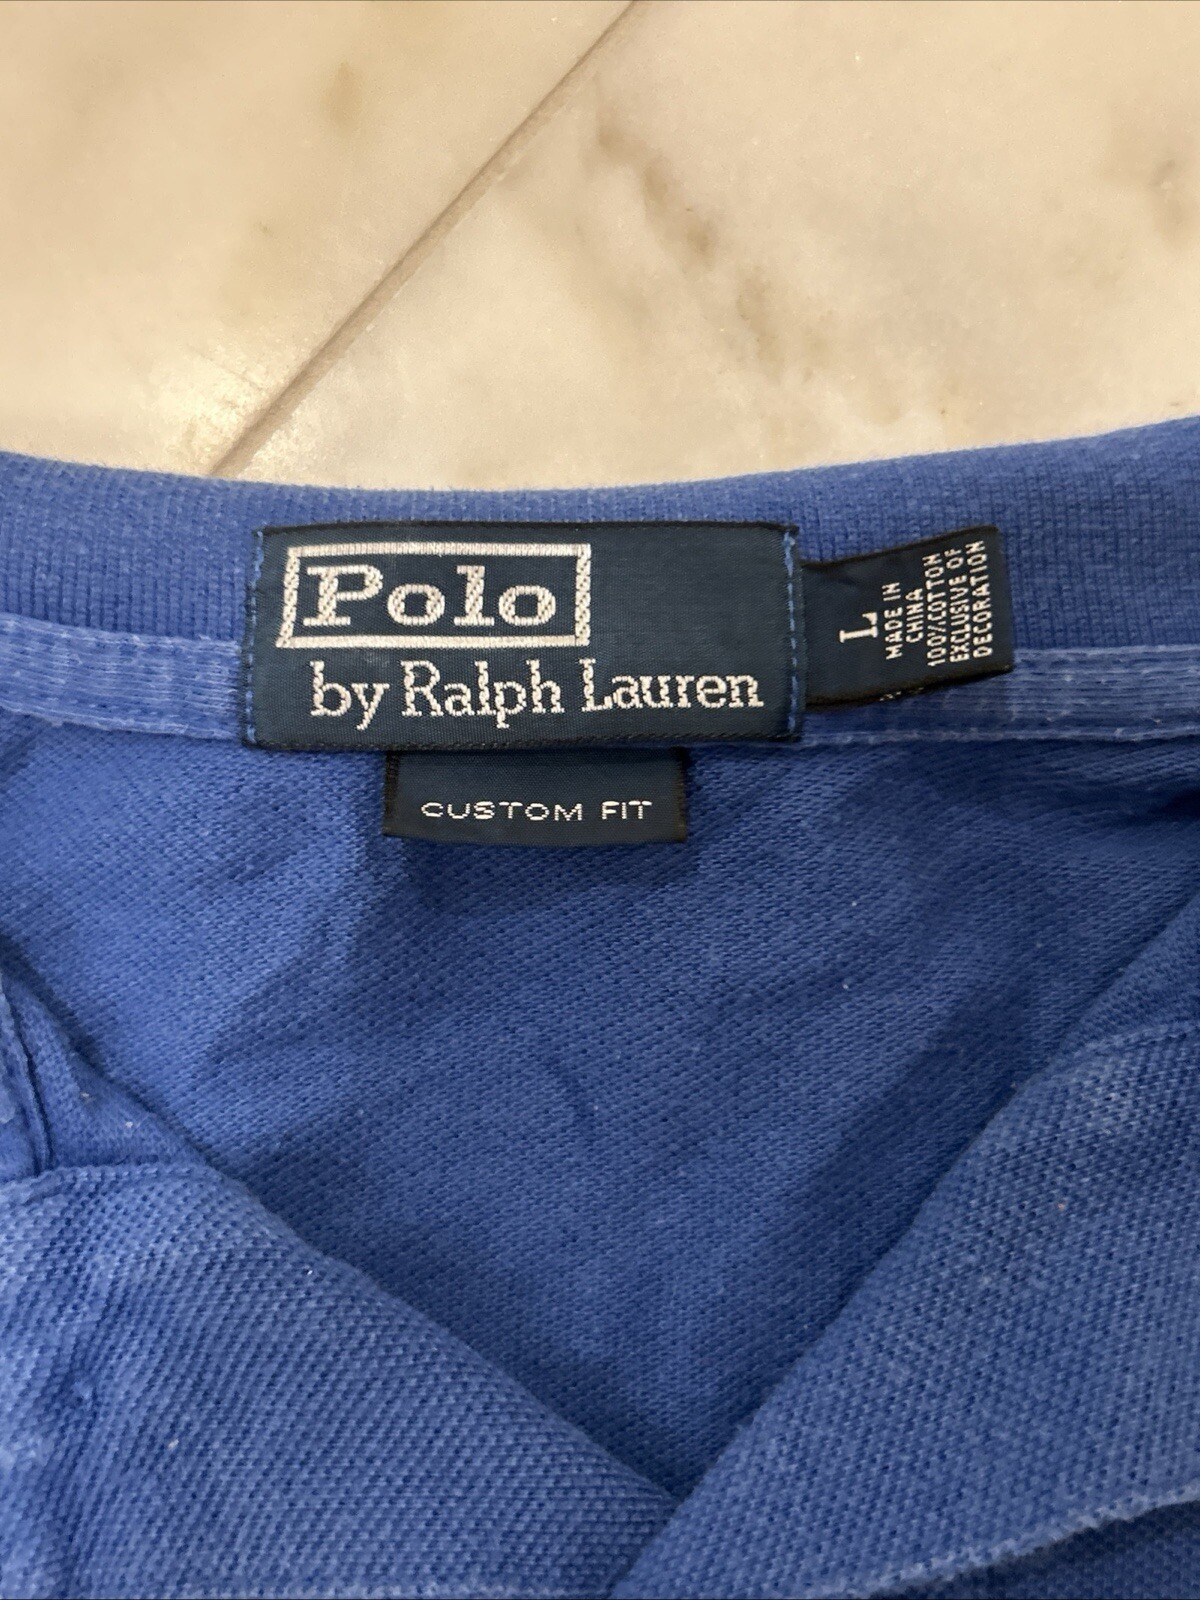 Polo
by Ralph Lauren
CUSTOM FIT
L
MADE IN
CHINA
100% COTTON
EXCLUSIVE OF
DECORATION